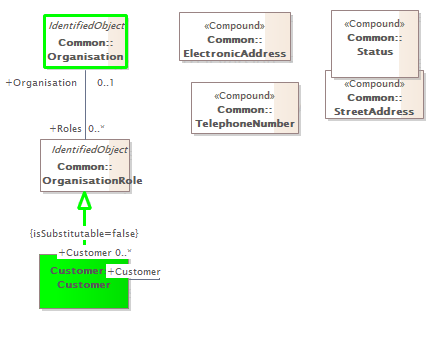 IdentifiedObject
Common::
Organisation
«Compound»
Common::
ElectronicAddress
«Compound»
Common::
Status
+Organisation 0..1
«Compound»
Common::
TelephoneNumber
«Compound»
Common::
StreetAddress
+Roles 0..*
IdentifiedObject
Common::
OrganisationRole
{isSubstitutable=false}
+Customer 0..*
+Customer
Customer
Customer